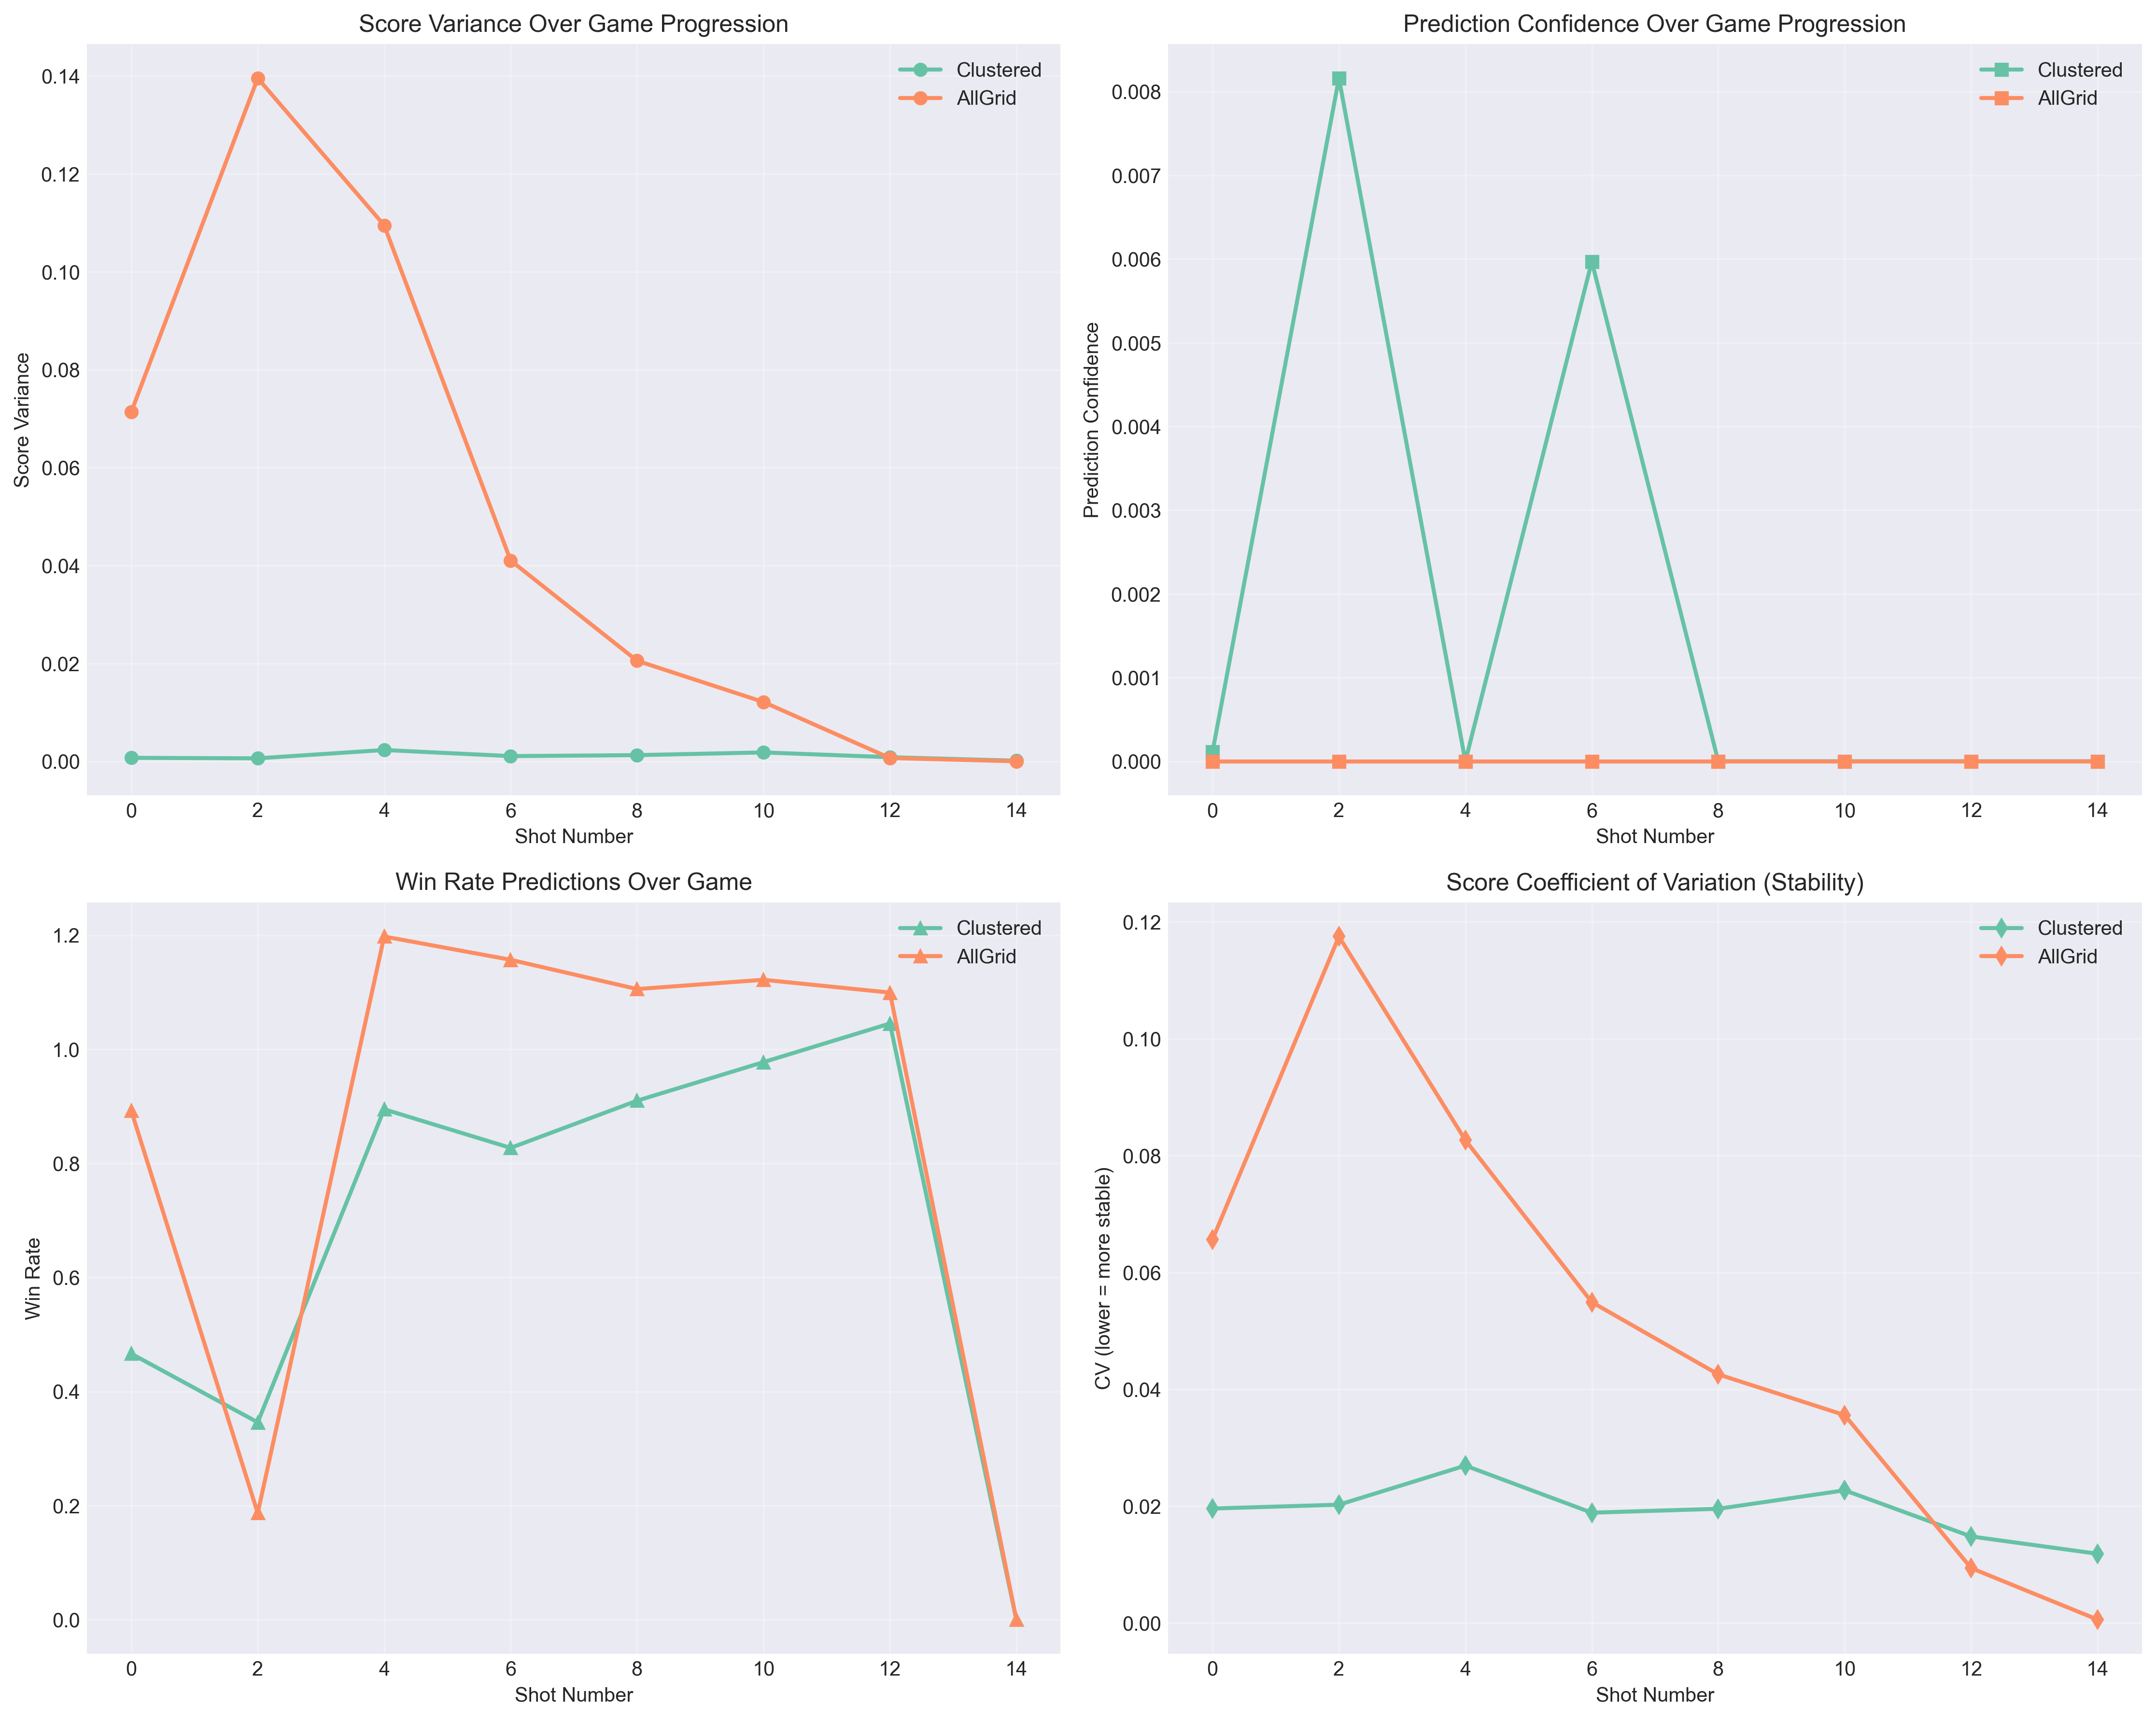 Score Variance Over Game Progression
Clustered
AllGrid
0.14
0.12
0.10
0.08
0.06
0.04
0.02
0.00
Score Variance
0 2 4 6 8 10 12 14
Shot Number
Prediction Confidence Over Game Progression
Clustered
AllGrid
0.008
0.007
0.006
0.005
0.004
0.003
0.002
0.001
0.000
Prediction Confidence
0 2 4 6 8 10 12 14
Shot Number
Win Rate Predictions Over Game
Clustered
AllGrid
1.2
1.0
0.8
0.6
0.4
0.2
0.0
Win Rate
0 2 4 6 8 10 12 14
Shot Number
Score Coefficient of Variation (Stability)
Clustered
AllGrid
0.12
0.10
0.08
0.06
0.04
0.02
0.00
CV (lower = more stable)
0 2 4 6 8 10 12 14
Shot Number